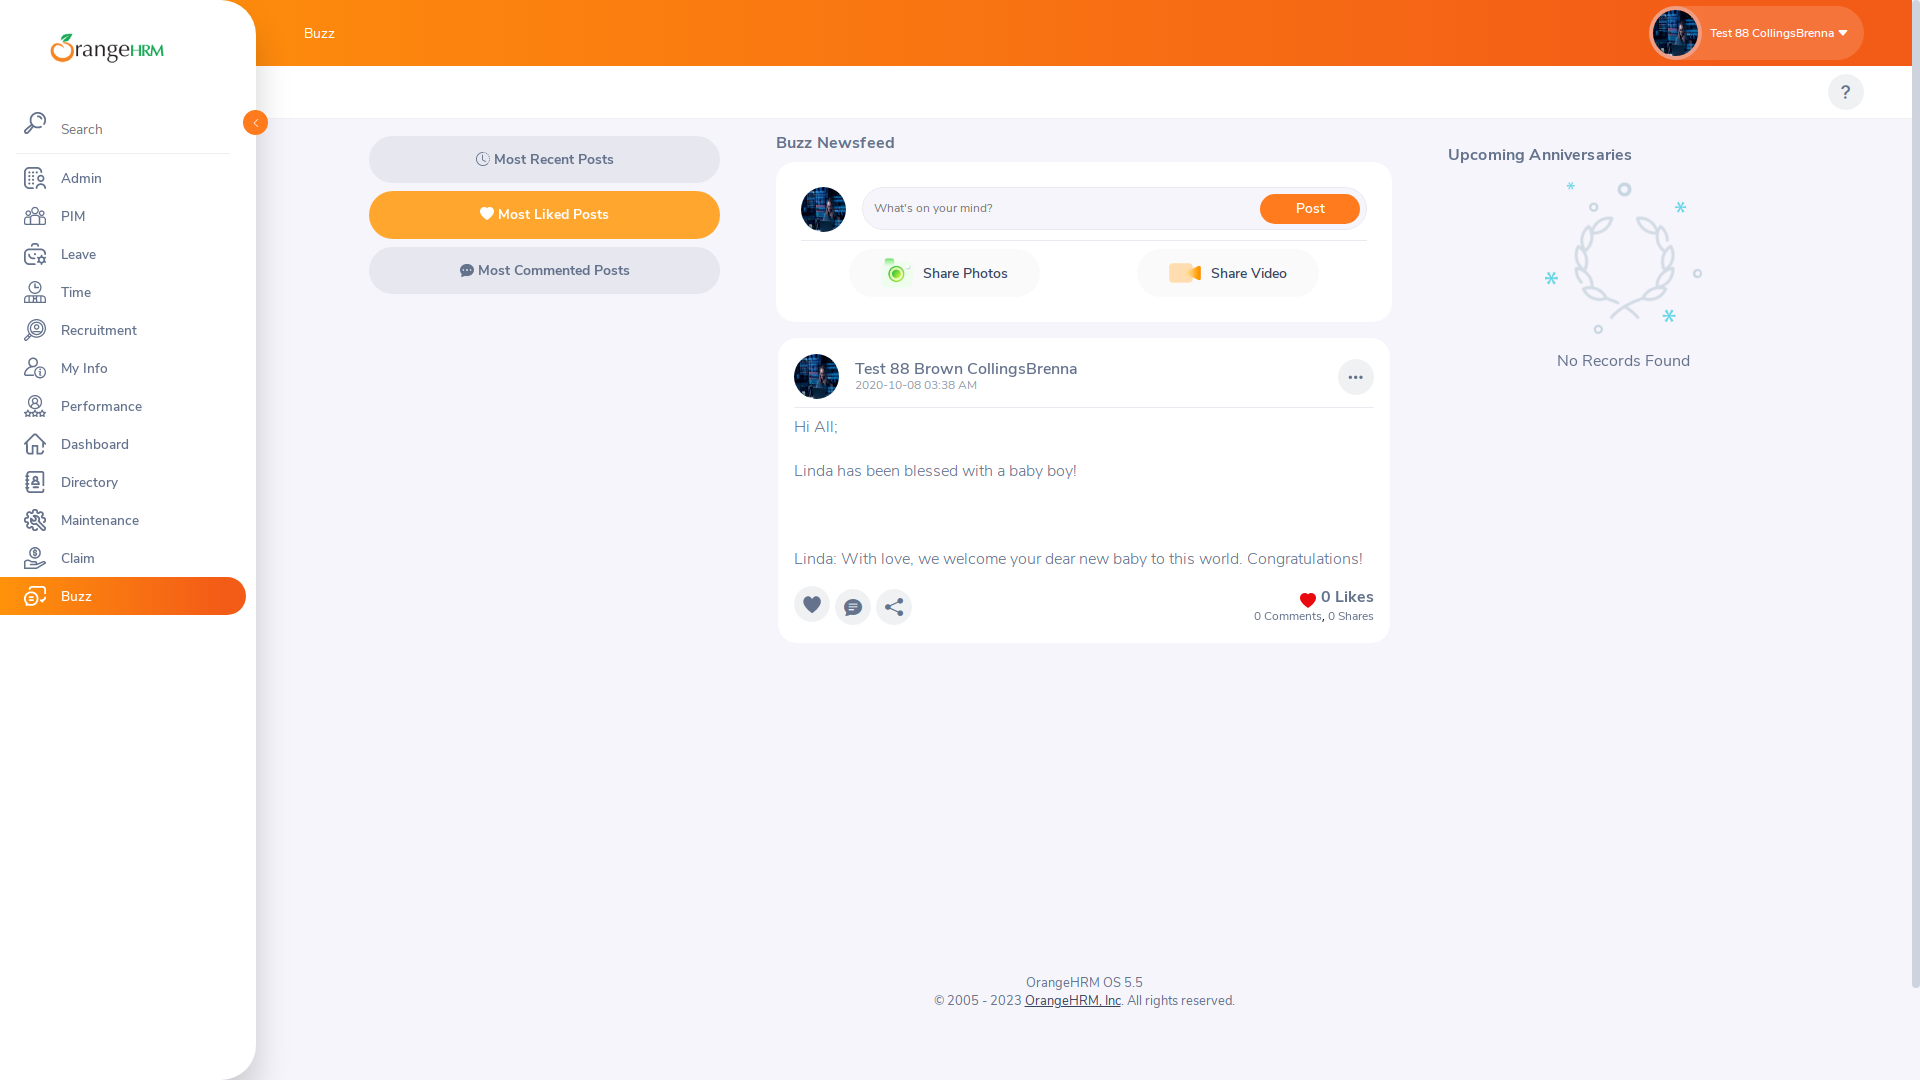 OrangeHRM
Search
Admin
PIM
Leave
Time
Recruitment
My Info
Performance
Dashboard
Directory
Maintenance
Claim
Buzz
Buzz
Test 88 CollingsBrenna
?
Most Recent Posts
Most Liked Posts
Most Commented Posts
Buzz Newsfeed
What's on your mind?
Post
Share Photos
Share Video
Test 88 Brown CollingsBrenna
2020-10-08 03:38 AM
Hi All;
Linda has been blessed with a baby boy!
Linda: With love, we welcome your dear new baby to this world. Congratulations!
0 Likes
0 Comments, 0 Shares
Upcoming Anniversaries
No Records Found
OrangeHRM OS 5.5
© 2005 - 2023 OrangeHRM, Inc. All rights reserved.